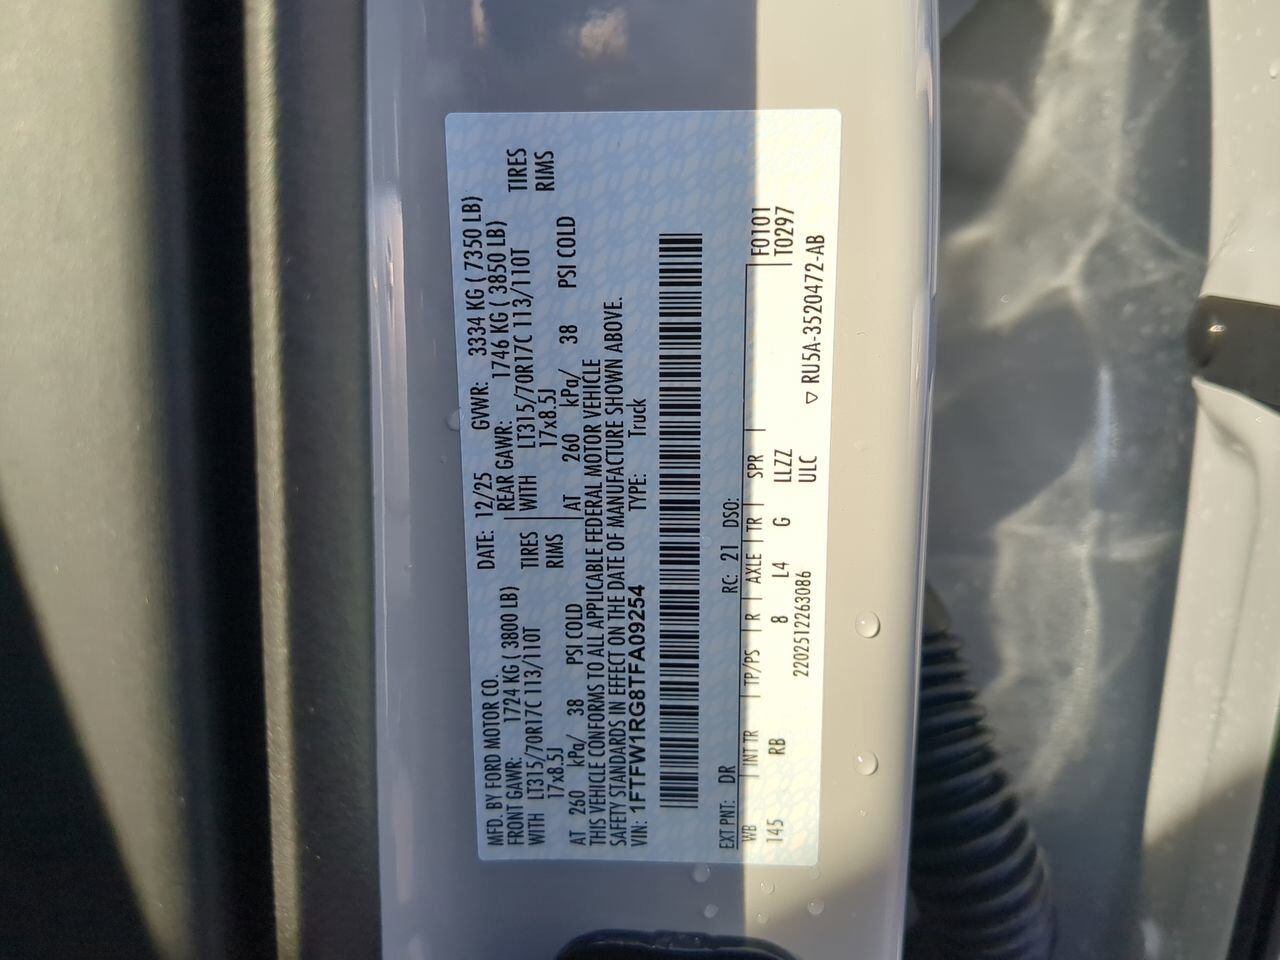 MFD. BY FORD MOTOR CO.
DATE: 12/25 GVWR: 3334 KG ( 7350 LB)
FRONT GAWR: 1724 KG ( 3800 LB)
REAR GAWR: 1746 KG ( 3850 LB)
WITH LT315/70R17C 113/110T TIRES
WITH LT315/70R17C 113/110T TIRES
17x8.5J RIMS
17x8.5J RIMS
AT 260 kPa/ 38 PSI COLD
AT 260 kPa/ 38 PSI COLD
THIS VEHICLE CONFORMS TO ALL APPLICABLE FEDERAL MOTOR VEHICLE
SAFETY STANDARDS IN EFFECT ON THE DATE OF MANUFACTURE SHOWN ABOVE.
VIN: 1FTFW1RG8TFA09254 TYPE: Truck
EXT PNT: DR RC: 21 DSO:
WB INT TR TP/PS R AXLE TR SPR F0101
145 RB 8 L4 G LLZZ T0297
2202512263086 ULC
▽ RU5A-3520472-AB